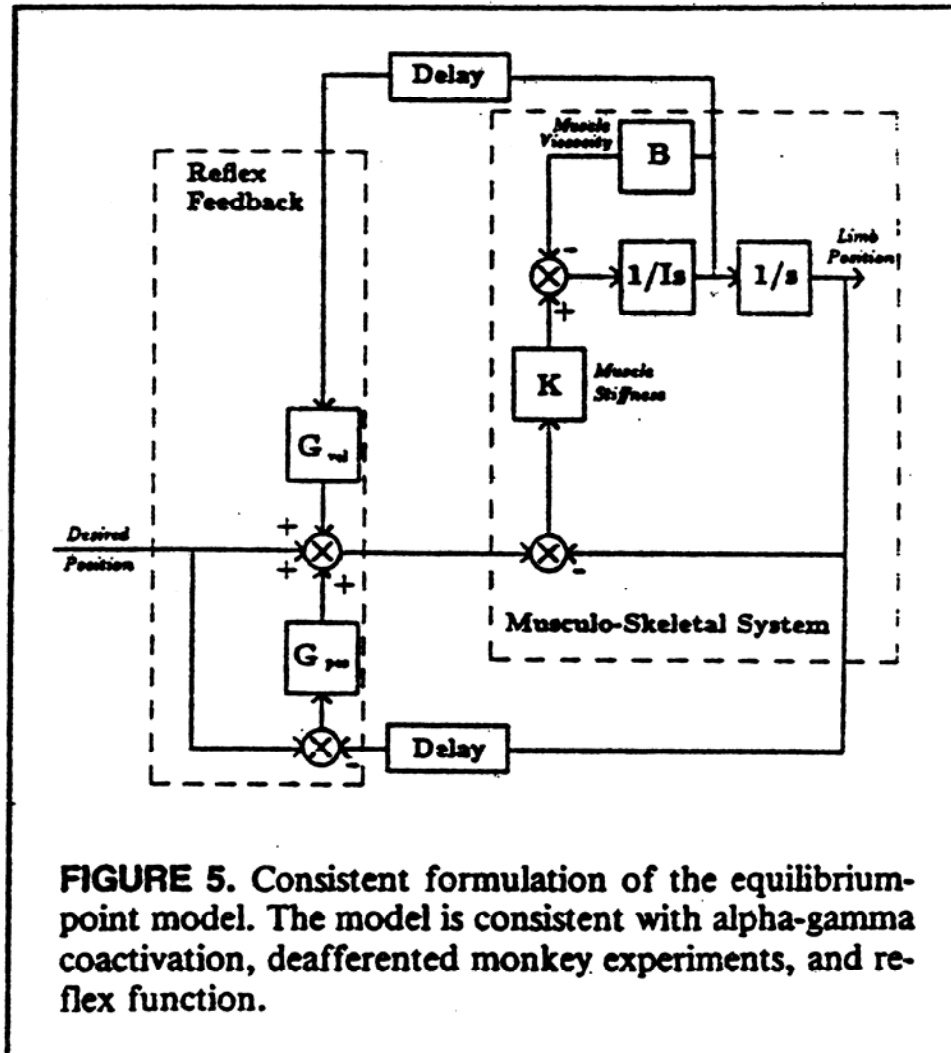 Delay
Muscle
Viscosity
B
Reflex
Feedback
-
Limb
Position
1/Is
1/s
+
K
Muscle
Stiffness
G vel
Desired
Position
+
+
+
-
G pos
Musculo-Skeletal System
Delay
-
FIGURE 5. Consistent formulation of the equilibrium-
point model. The model is consistent with alpha-gamma
coactivation, deafferented monkey experiments, and re-
flex function.